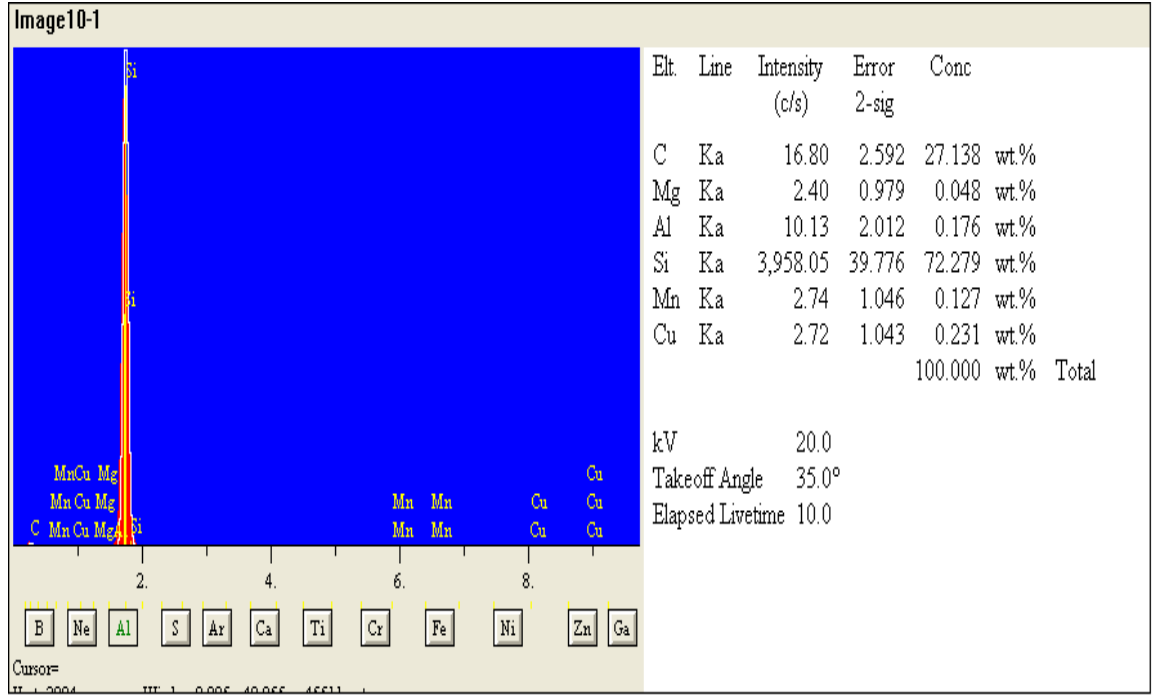 Image10-1
Si
Si
MnCu Mg Cu
Mn Cu Mg Mn Mn Cu Cu
C Mn Cu MgA Si Mn Mn Cu Cu
2. 4. 6. 8.
B Ne Al S Ar Ca Ti Cr Fe Ni Zn Ga
Cursor=
Elt. Line Intensity Error Conc
(c/s) 2-sig
C Ka 16.80 2.592 27.138 wt.%
Mg Ka 2.40 0.979 0.048 wt.%
Al Ka 10.13 2.012 0.176 wt.%
Si Ka 3,958.05 39.776 72.279 wt.%
Mn Ka 2.74 1.046 0.127 wt.%
Cu Ka 2.72 1.043 0.231 wt.%
100.000 wt.% Total
kV 20.0
Takeoff Angle 35.0°
Elapsed Livetime 10.0